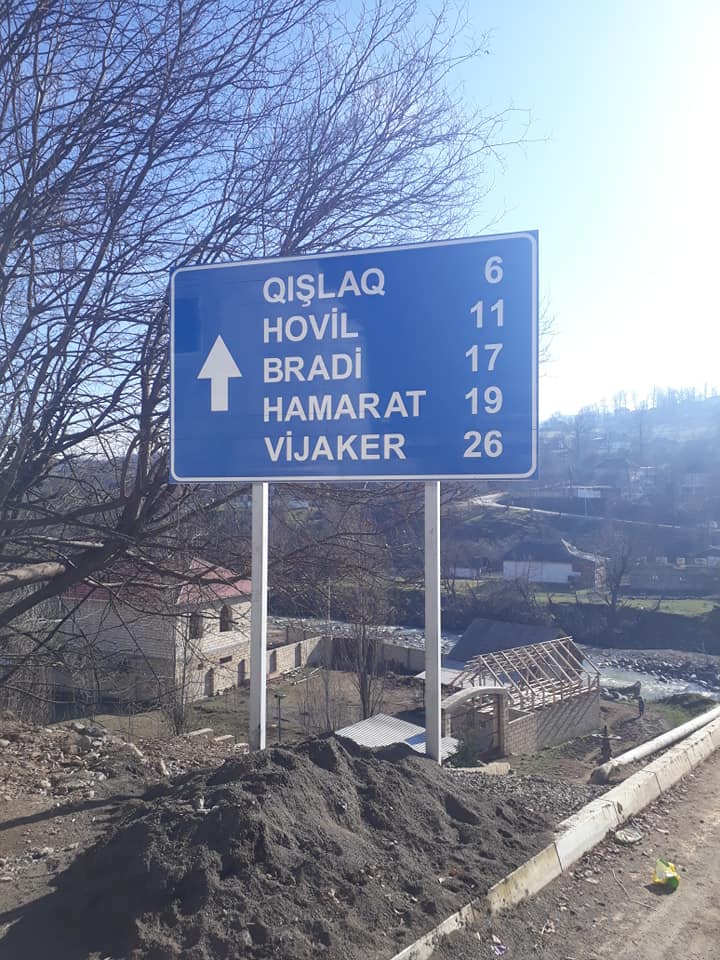 QIŞLAQ 6
HOVİL 11
BRADİ 17
HAMARAT 19
VİJAKER 26